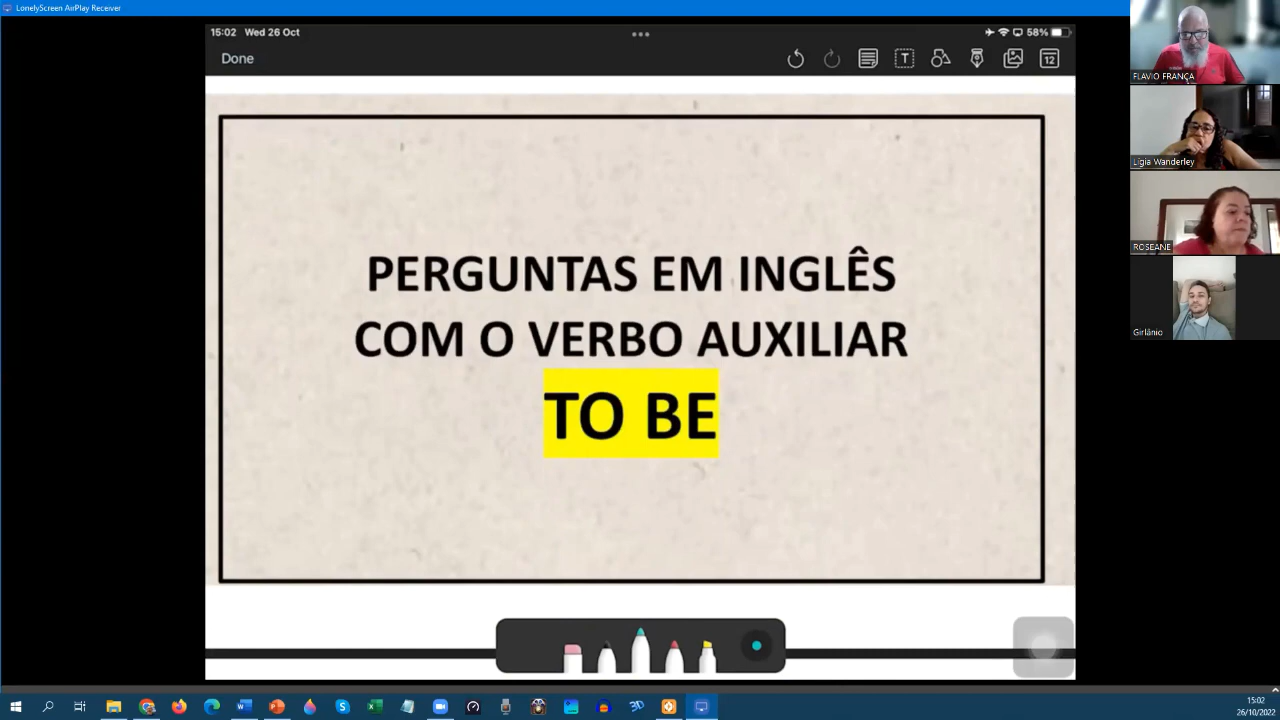 LonelyScreen AirPlay Receiver
15:02 Wed 26 Oct
58%
Done
T
12
PERGUNTAS EM INGLÊS
COM O VERBO AUXILIAR
TO BE
FLAVIO FRANÇA
Ligia Wanderley
ROSEANE
Girlânio
15:02
26/10/2022